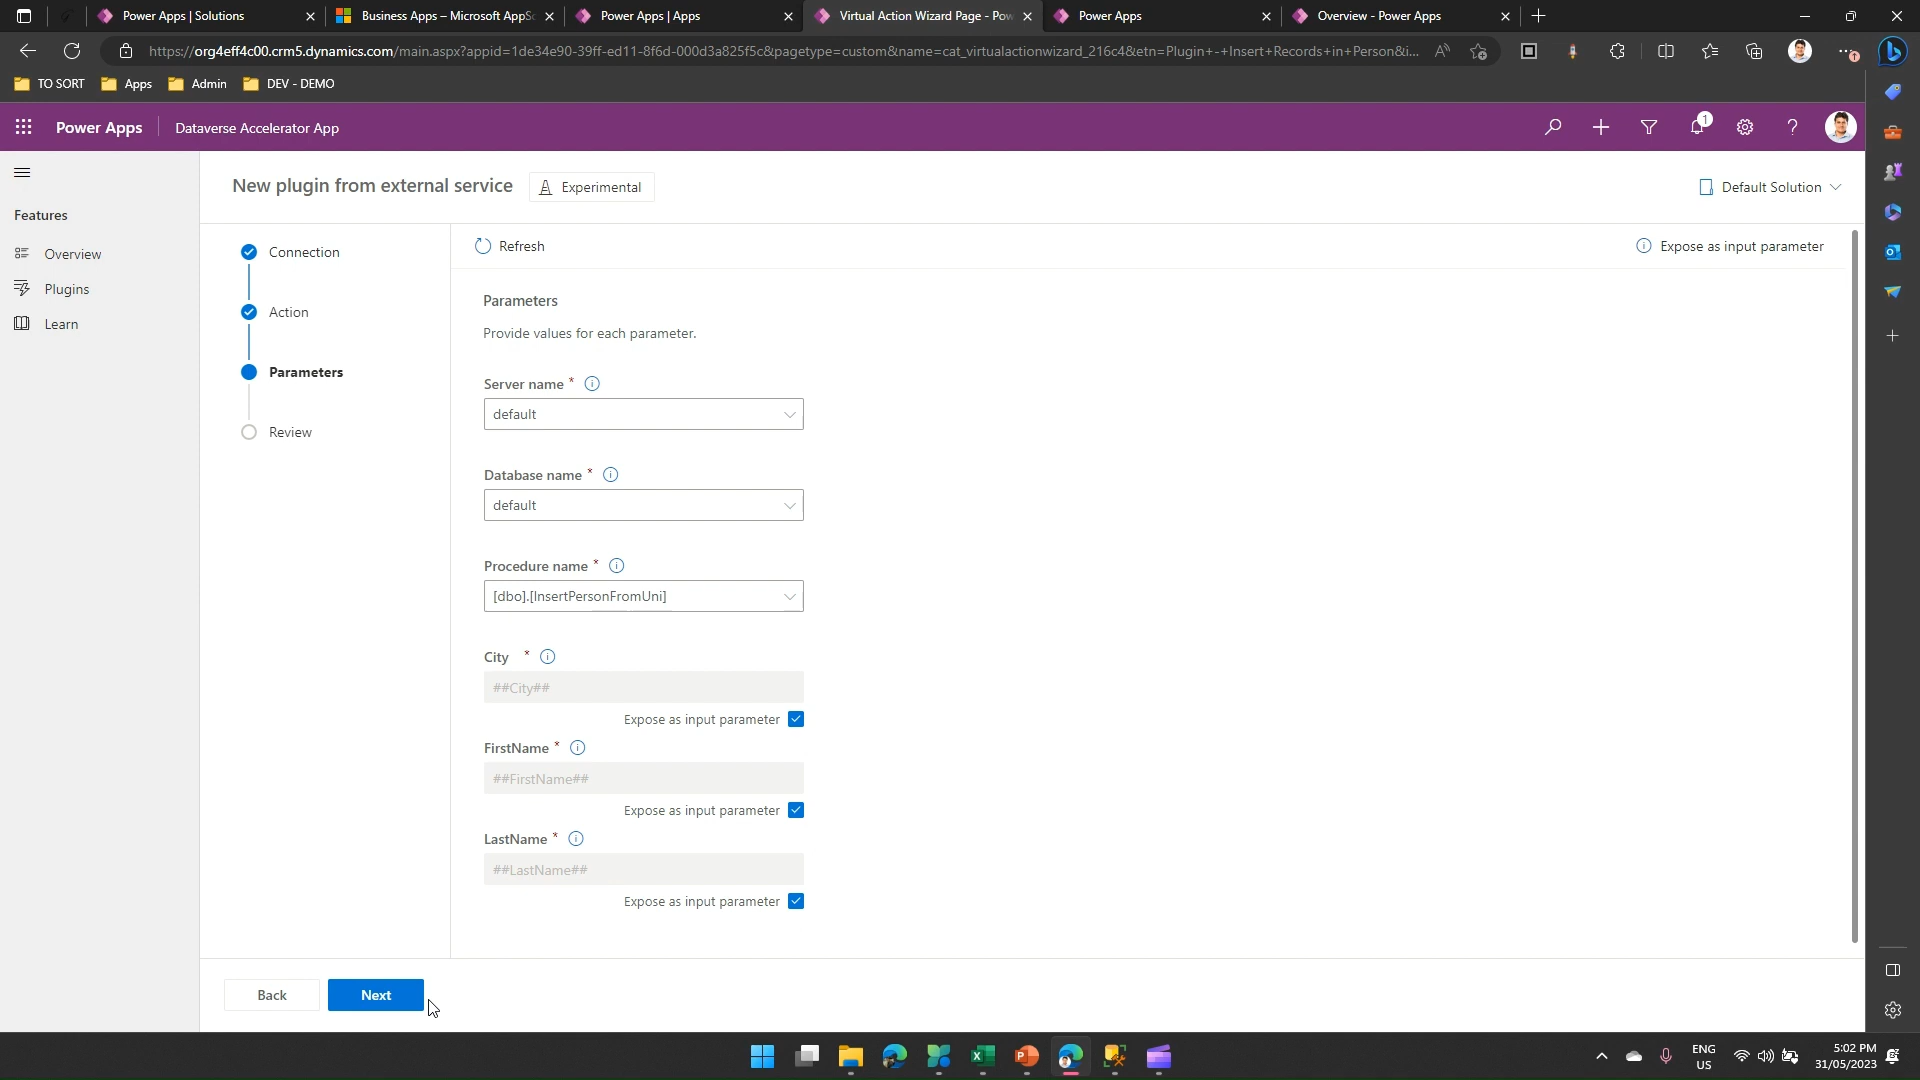 Power Apps | Solutions
Business Apps – Microsoft AppSo
Power Apps | Apps
Virtual Action Wizard Page - Pow
Power Apps
Overview - Power Apps
https://org4eff4c00.crm5.dynamics.com/main.aspx?appid=1de34e90-39ff-ed11-8f6d-000d3a825f5c&pagetype=custom&name=cat_virtualactionwizard_216c4&etn=Plugin+-+Insert+Records+in+Person&i...
TO SORT
Apps
Admin
DEV - DEMO
Power Apps
Dataverse Accelerator App
1
New plugin from external service
Experimental
Default Solution
Features
Overview
Plugins
Learn
Connection
Action
Parameters
Review
Refresh
Expose as input parameter
Parameters
Provide values for each parameter.
Server name *
default
Database name *
default
Procedure name *
[dbo].[InsertPersonFromUni]
City *
##City##
Expose as input parameter
FirstName *
##FirstName##
Expose as input parameter
LastName *
##LastName##
Expose as input parameter
Back
Next
ENG
US
5:02 PM
31/05/2023